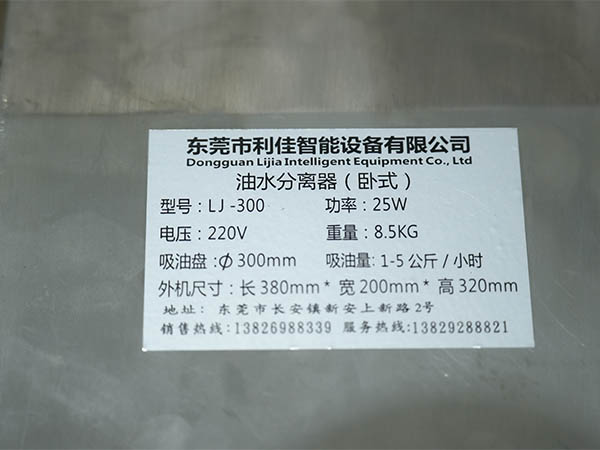 东莞市利佳智能设备有限公司
Dongguan Lijia Intelligent Equipment Co., Ltd
油水分离器（卧式）
型号：LJ -300 功率：25W
电压：220V 重量：8.5KG
吸油盘：Φ 300mm 吸油量: 1-5 公斤 / 小时
外机尺寸：长 380mm* 宽 200mm* 高 320mm
地址: 东莞市长安镇新安上新路 2号
销售热线:13826988339 服务热线:13829288821